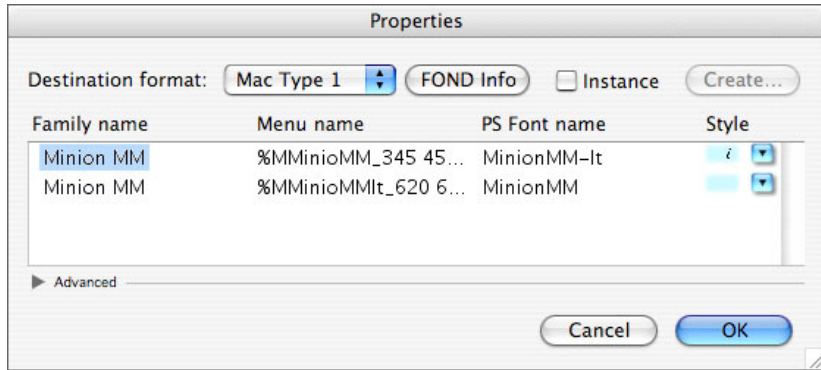 Properties
Destination format: Mac Type 1 FOND Info Instance Create...
Family name Menu name PS Font name Style
Minion MM %MMinioMM_345 45... MinionMM-It i
Minion MM %MMinioMMIt_620 6... MinionMM
Advanced
Cancel OK